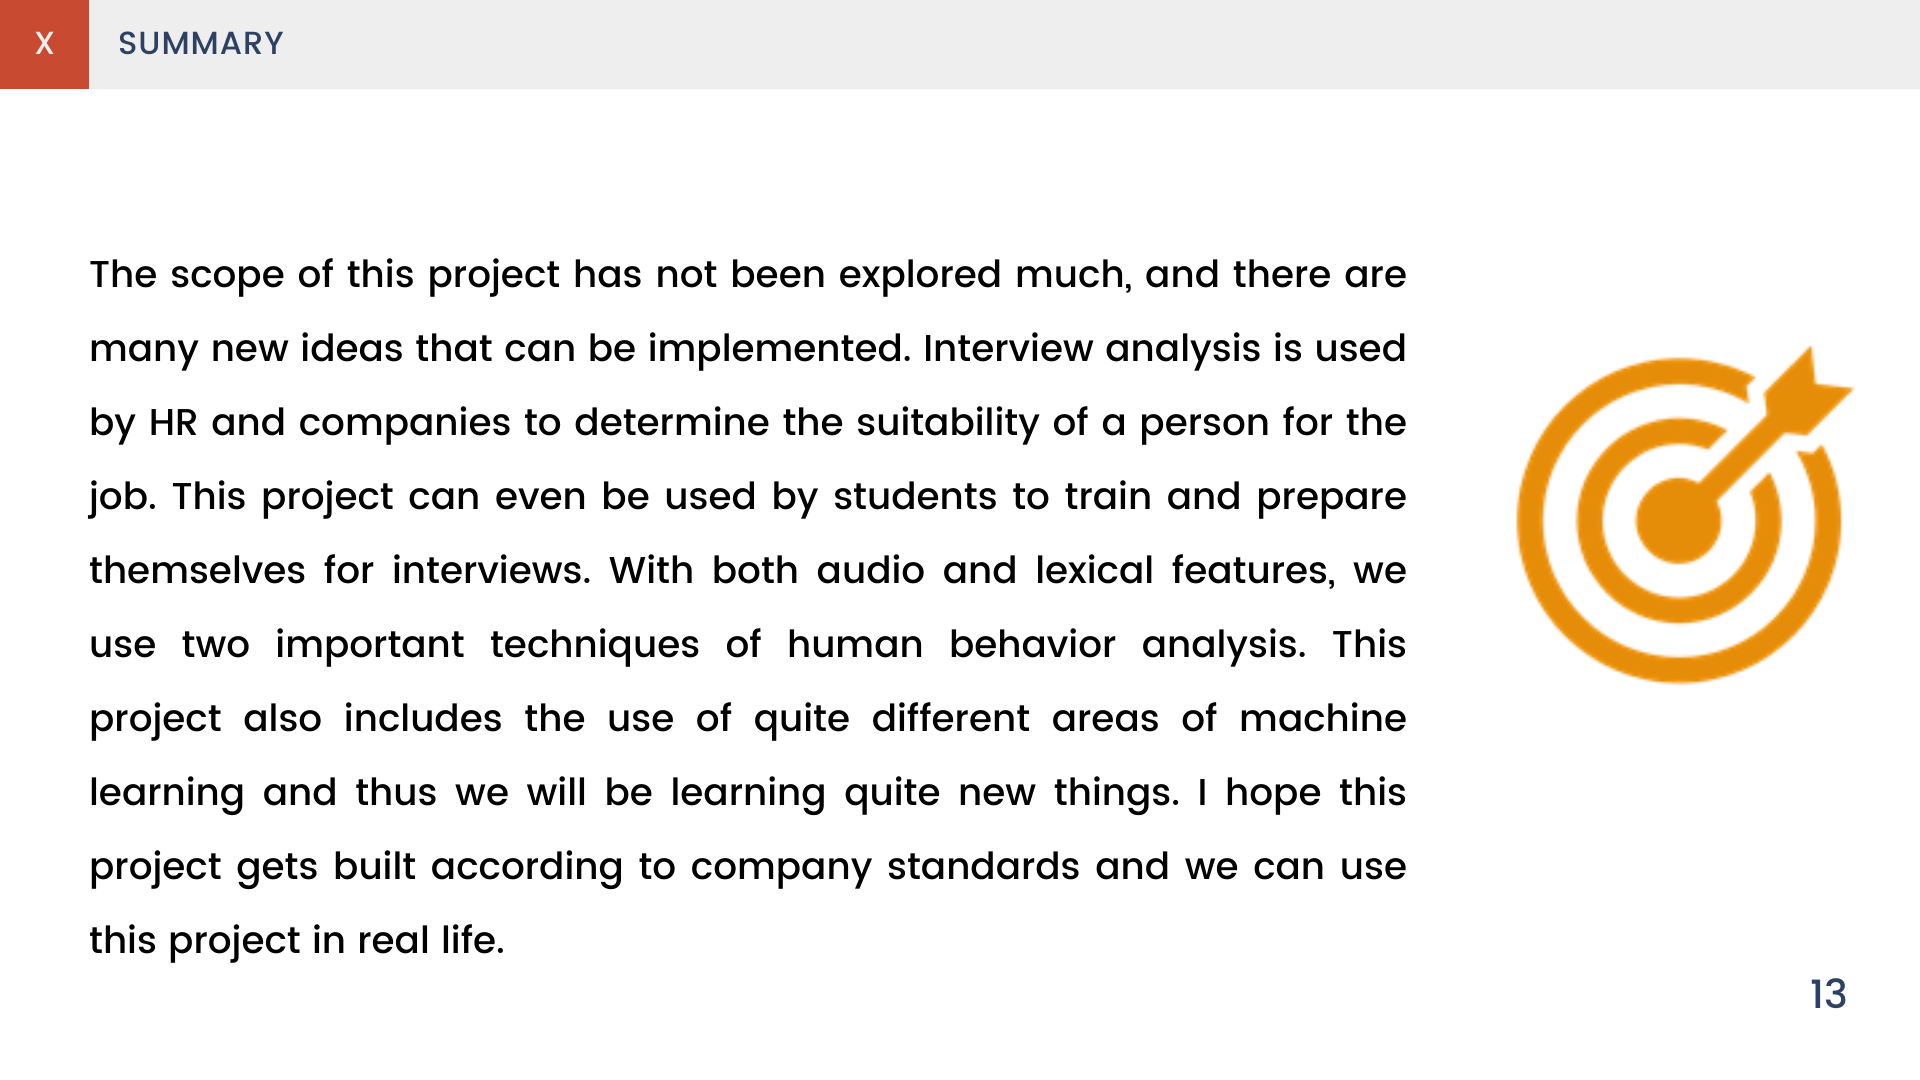 X
SUMMARY
The scope of this project has not been explored much, and there are
many new ideas that can be implemented. Interview analysis is used
by HR and companies to determine the suitability of a person for the
job. This project can even be used by students to train and prepare
themselves for interviews. With both audio and lexical features, we
use two important techniques of human behavior analysis. This
project also includes the use of quite different areas of machine
learning and thus we will be learning quite new things. I hope this
project gets built according to company standards and we can use
this project in real life.
13